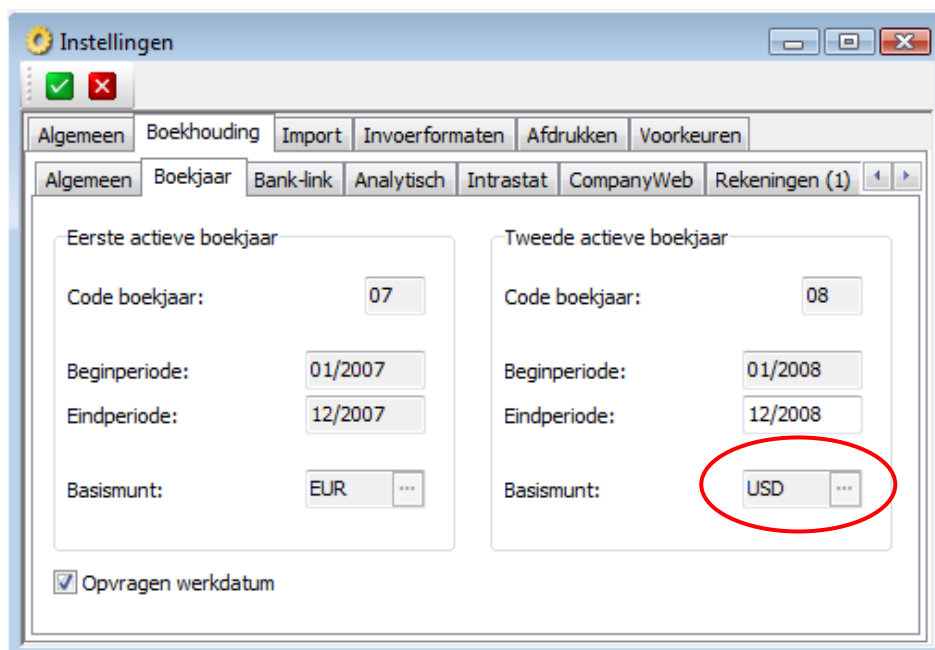 Instellingen
Algemeen Boekhouding Import Invoerformaten Afdrukken Voorkeuren
Algemeen Boekjaar Bank-link Analytisch Intrastat CompanyWeb Rekeningen (1)
Eerste actieve boekjaar
Code boekjaar: 07
Beginperiode: 01/2007
Eindperiode: 12/2007
Basismunt: EUR ...
Tweede actieve boekjaar
Code boekjaar: 08
Beginperiode: 01/2008
Eindperiode: 12/2008
Basismunt: USD ...
Opvragen werkdatum